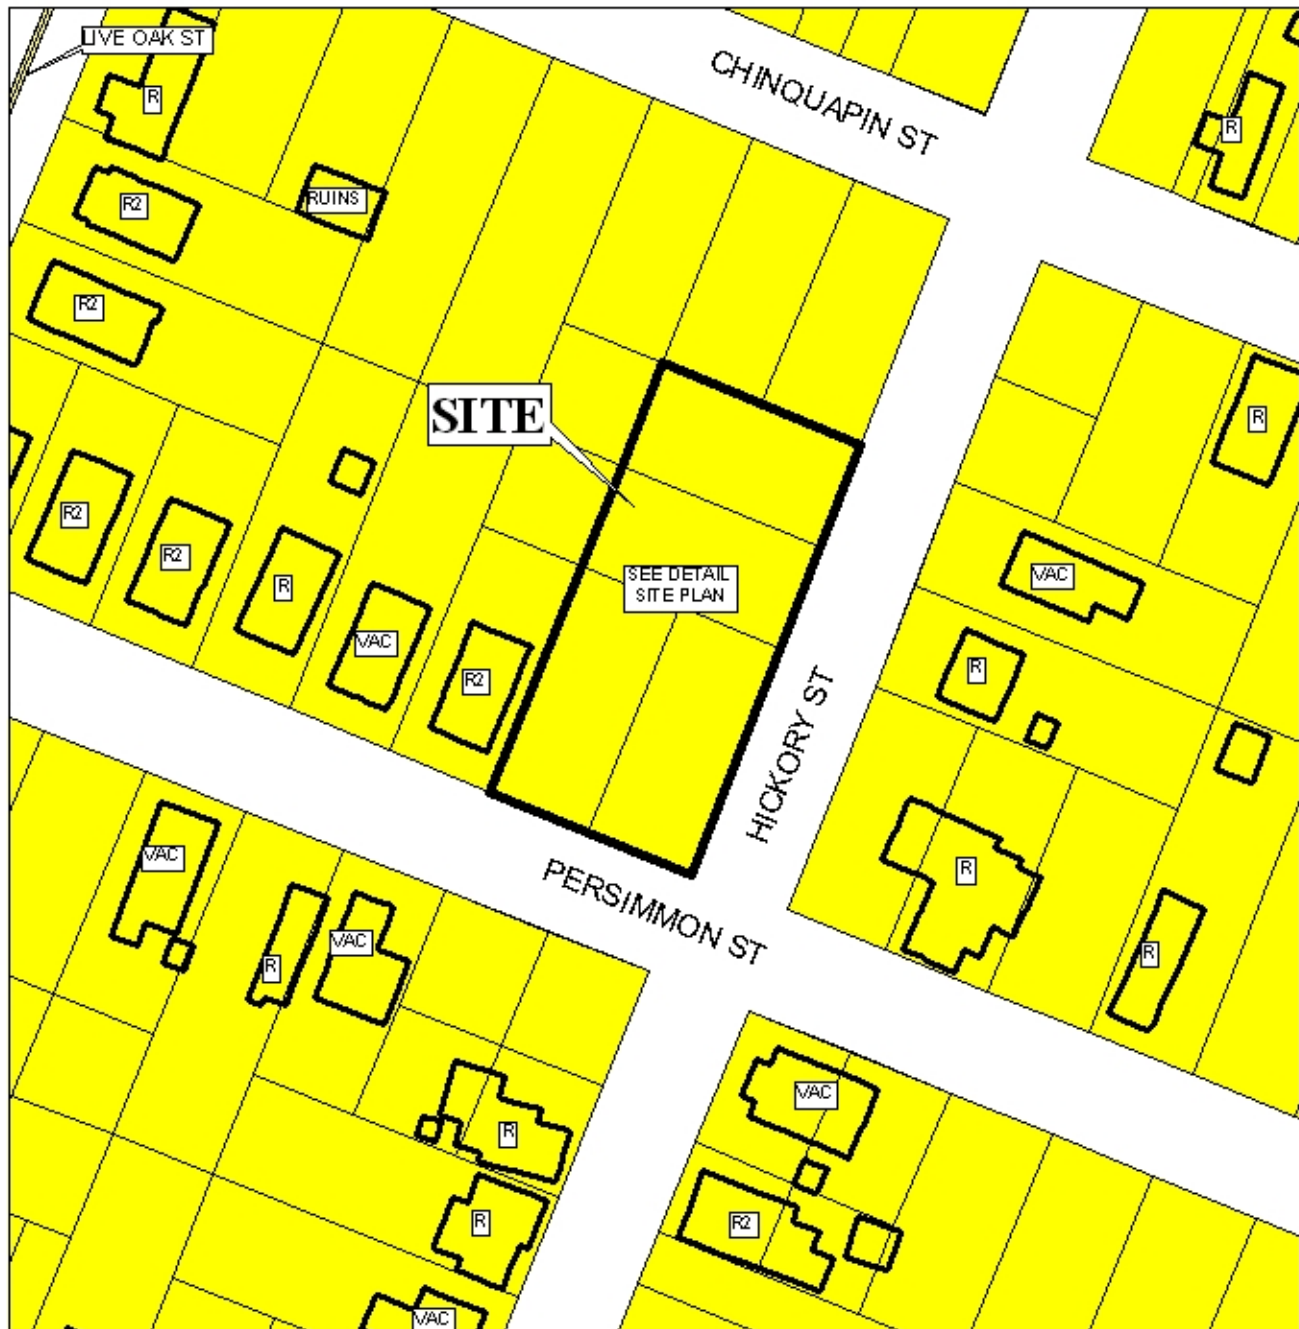 LIVE OAK ST
CHINQUAPIN ST
R
R
R2
RUINS
R2
SITE
R
R2
R2
R
VAC
R2
SEE DETAIL
SITE PLAN
VAC
R
HICKORY ST
PERSIMMON ST
VAC
R
VAC
R
R
R
VAC
R
R2
R
VAC